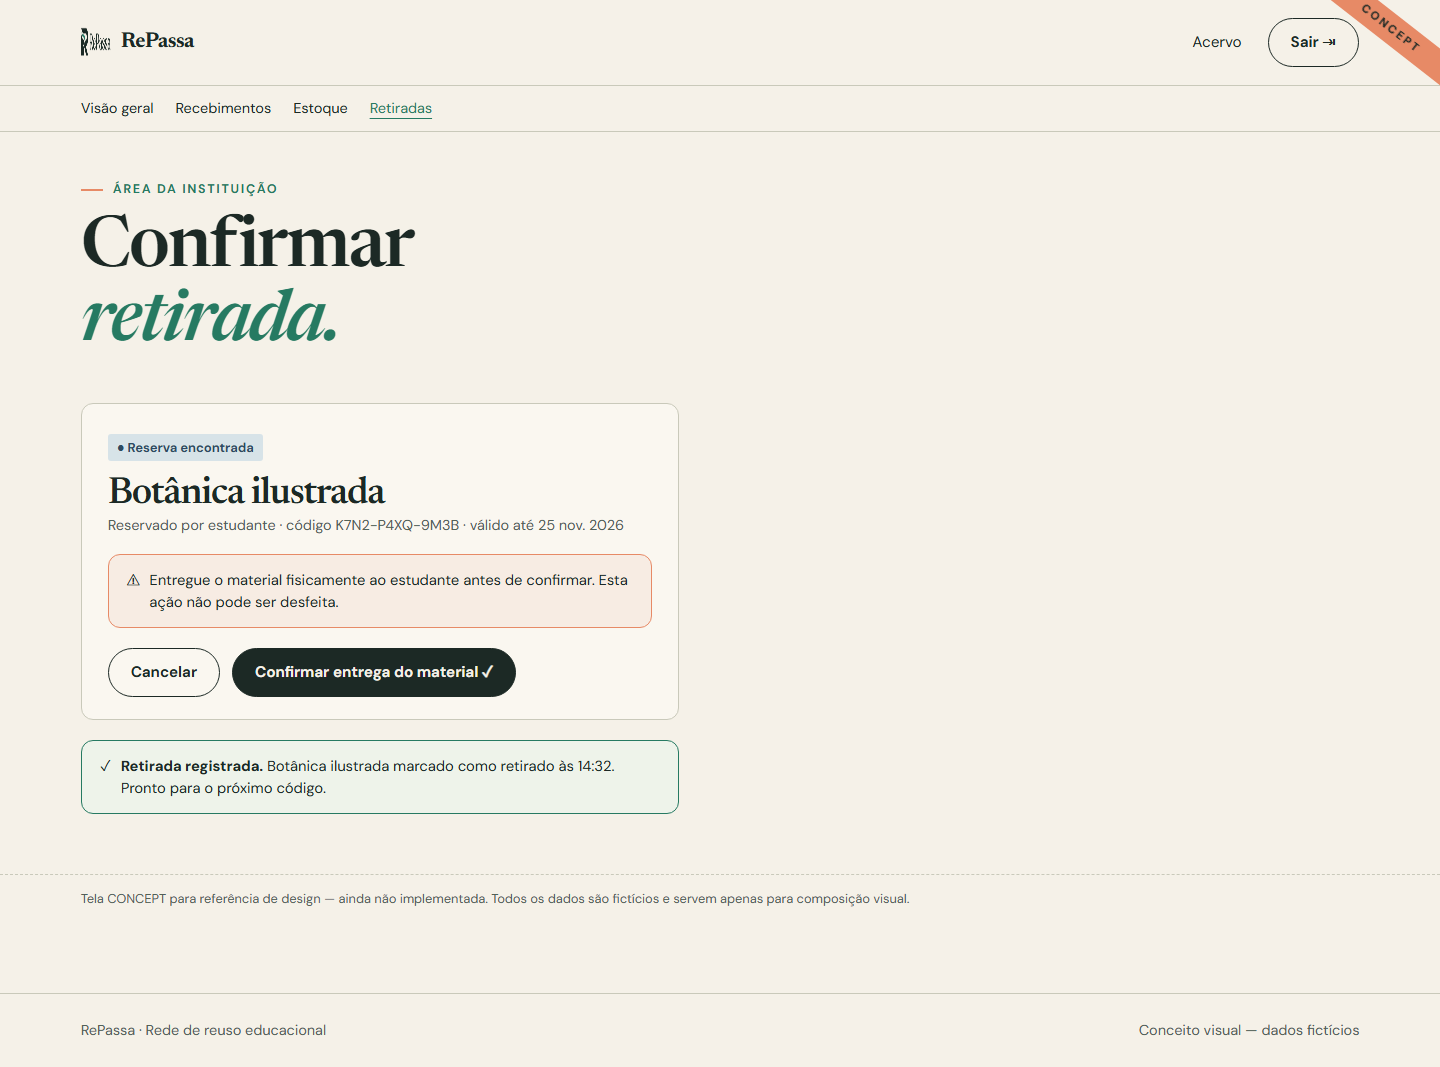 RePassa
Acervo
Sair
CONCEPT
Visão geral
Recebimentos
Estoque
Retiradas
ÁREA DA INSTITUIÇÃO
Confirmar
retirada.
Reserva encontrada
Botânica ilustrada
Reservado por estudante · código K7N2-P4XQ-9M3B · válido até 25 nov. 2026
⚠ Entregue o material fisicamente ao estudante antes de confirmar. Esta
ação não pode ser desfeita.
Cancelar
Confirmar entrega do material ✓
✓ Retirada registrada. Botânica ilustrada marcado como retirado às 14:32.
Pronto para o próximo código.
Tela CONCEPT para referência de design — ainda não implementada. Todos os dados são fictícios e servem apenas para composição visual.
RePassa · Rede de reuso educacional
Conceito visual — dados fictícios